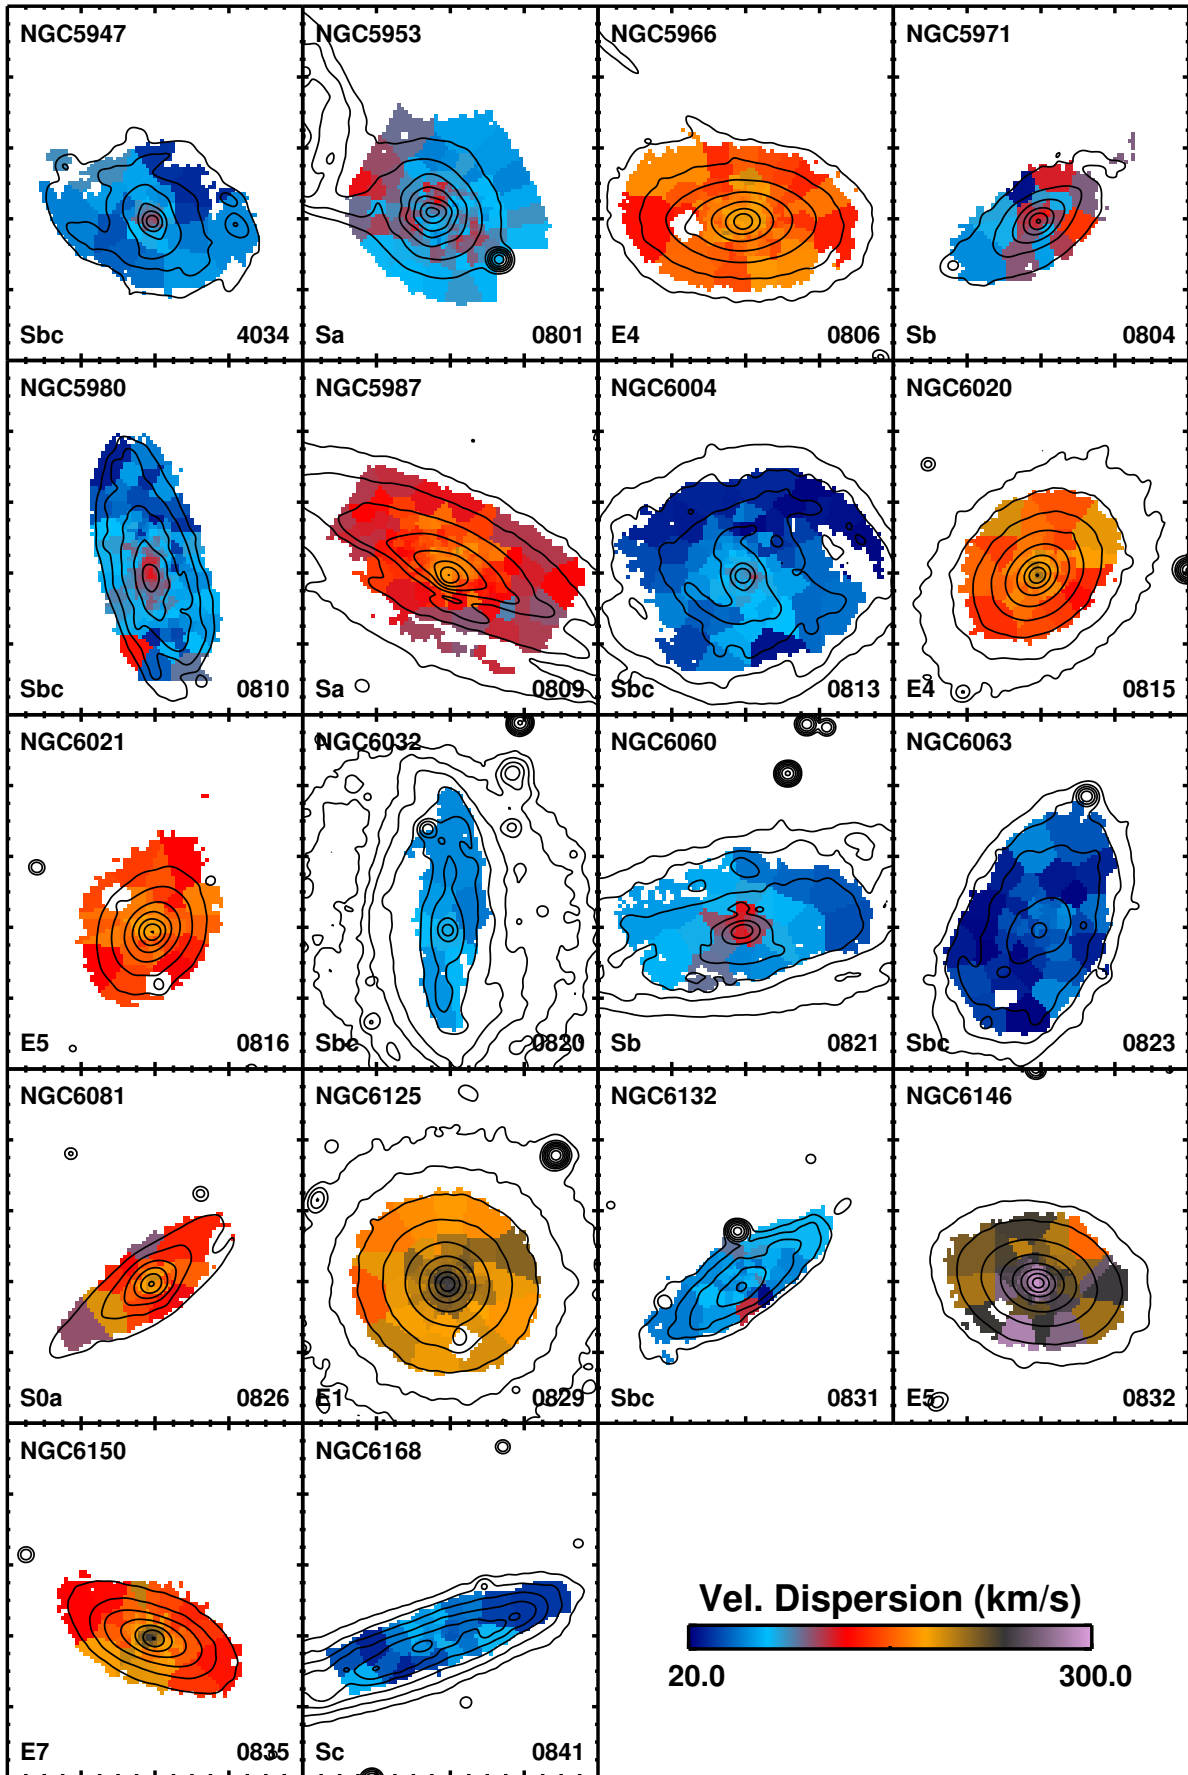 NGC5947
NGC5953
NGC5966
NGC5971
Sbc
4034
Sa
0801
E4
0806
Sb
0804
NGC5980
NGC5987
NGC6004
NGC6020
Sbc
0810
Sa
0809
Sbc
0813
E4
0815
NGC6021
NGC6032
NGC6060
NGC6063
E5
0816
Sbc
0820
Sb
0821
Sbc
0823
NGC6081
NGC6125
NGC6132
NGC6146
S0a
0826
E1
0829
Sbc
0831
E5
0832
NGC6150
NGC6168
Vel. Dispersion (km/s)
20.0
300.0
E7
0835
Sc
0841